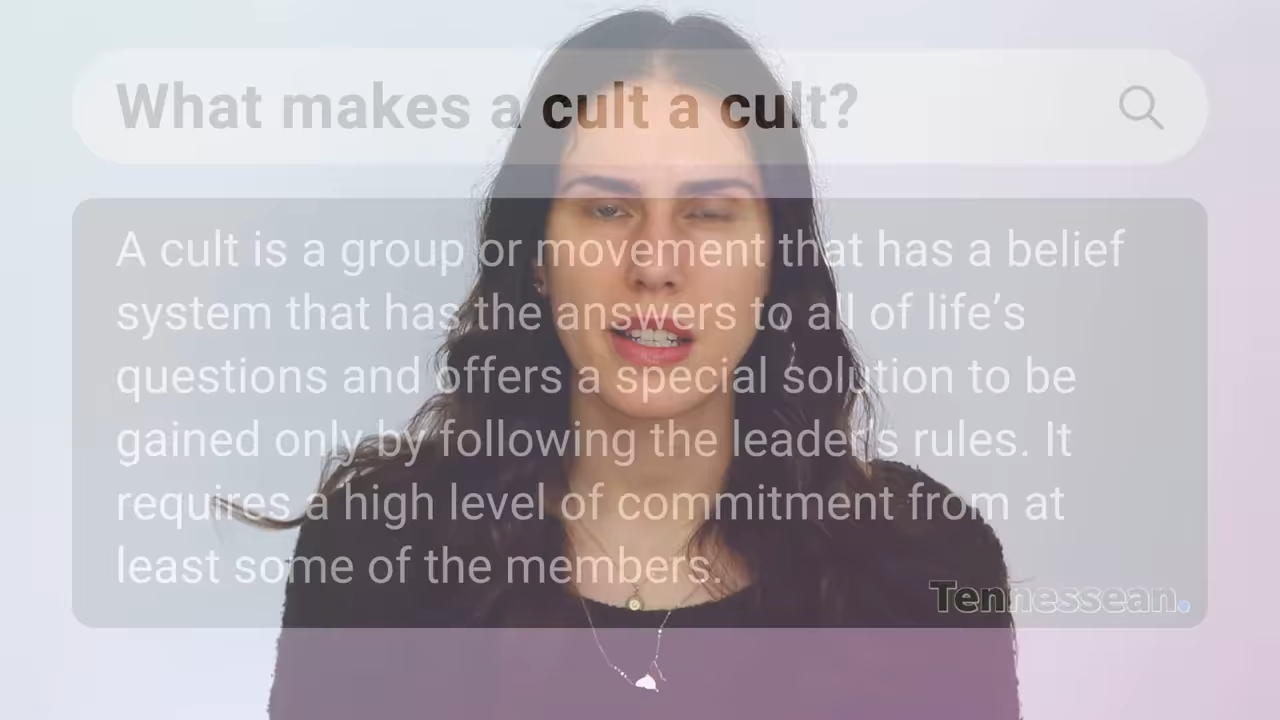 What makes a cult a cult?
A cult is a group or movement that has a belief
system that has the answers to all of life’s
questions and offers a special solution to be
gained only by following the leaders rules. It
requires a high level of commitment from at
least some of the members.
Tennessean.